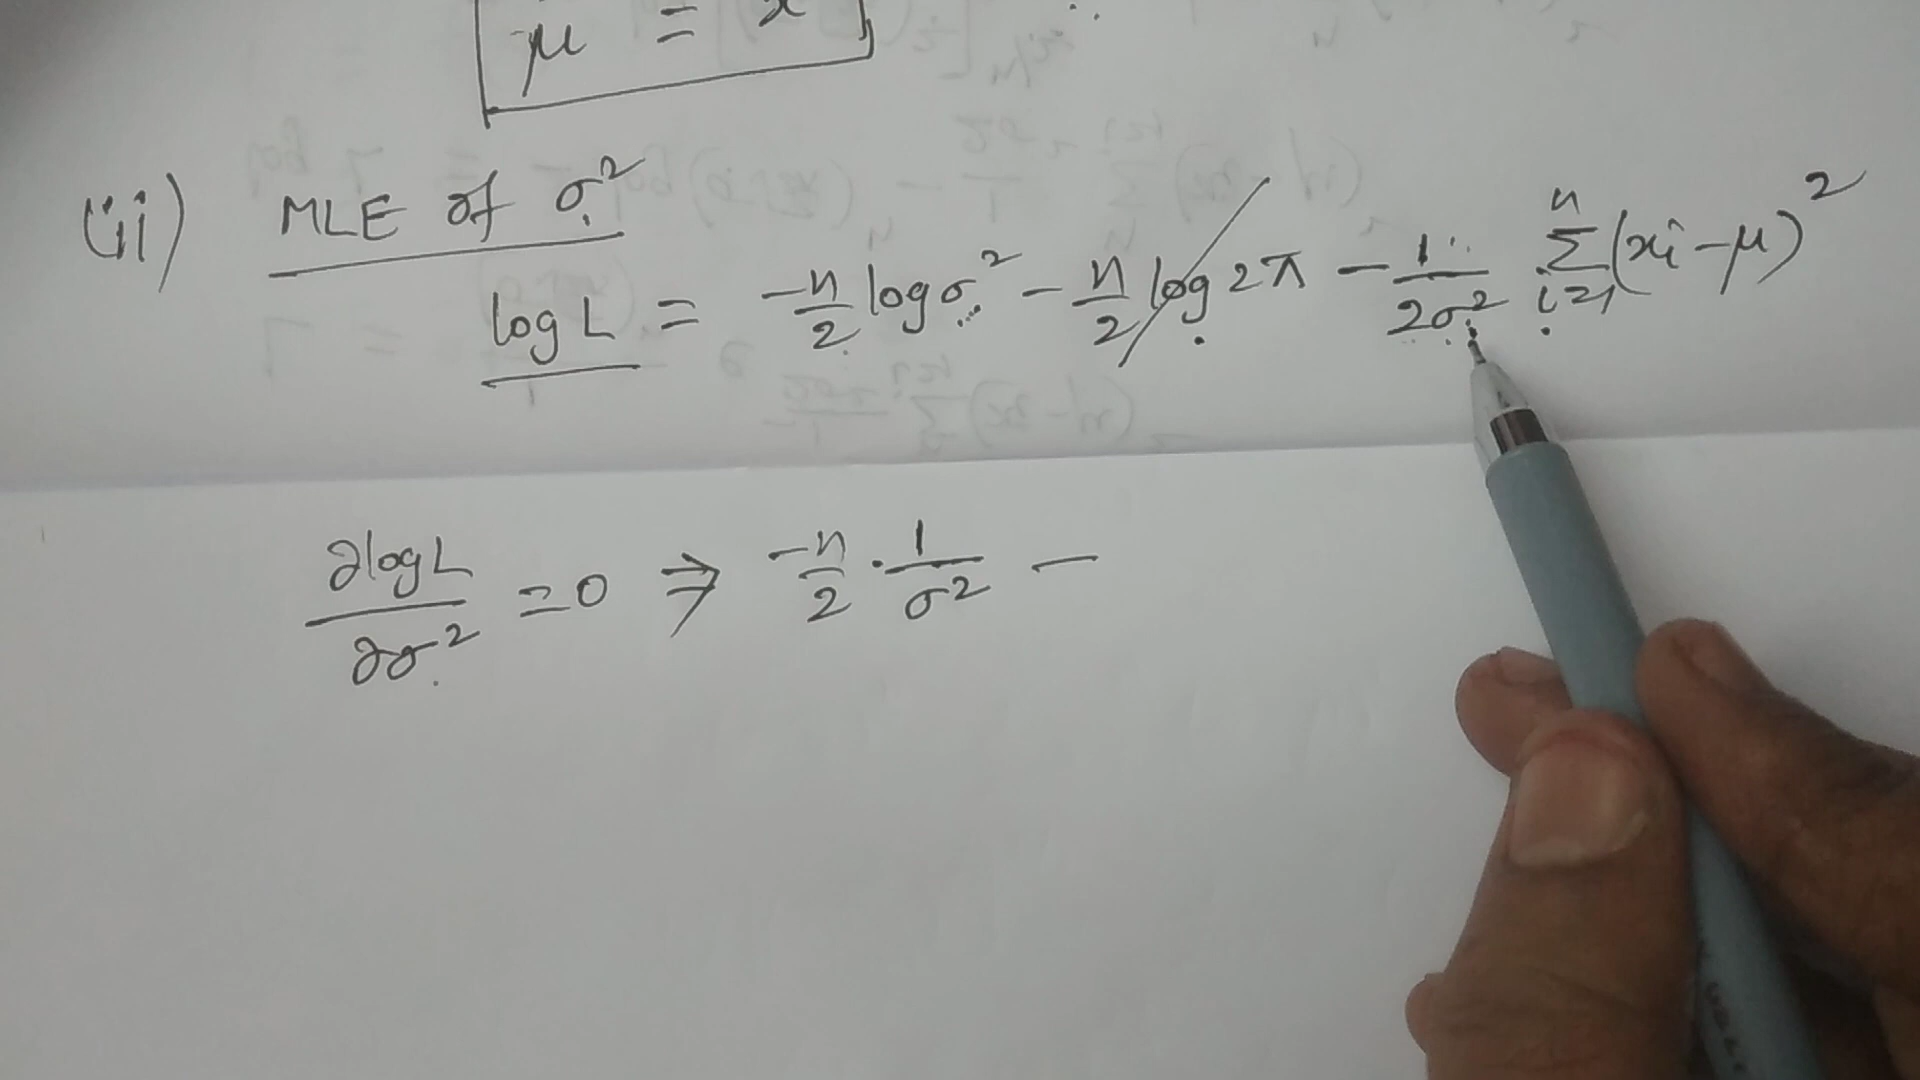 μ = x
(ii) MLE of σ²
log L = -n/2 log σ² - n/2 log 2π - 1/2σ² Σ_{i=1}^{n} (xi - μ)²
∂logL/∂σ² = 0 ⇒ -n/2 · 1/σ² -